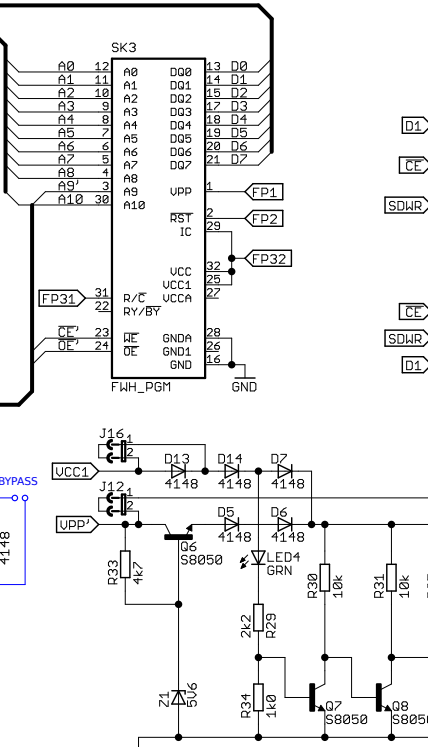 SK3
A0 12 A0 DQ0 13 D0
A1 11 A1 DQ1 14 D1
A2 10 A2 DQ2 15 D2
A3 9 A3 DQ3 17 D3
A4 8 A4 DQ4 18 D4
A5 7 A5 DQ5 19 D5
A6 6 A6 DQ6 20 D6
A7 5 A7 DQ7 21 D7
A8 4 A8
A9' 3 A9 VPP 1 FP1
A10 30 A10
RST 2 FP2
IC 29
FP32
VCC 32
VCC1 25
VCCA 27
FP31 31 R/C
22 RY/BY
CE' 23 WE GNDA 28
OE' 24 OE GND1 26
GND 16
FWH_PGM GND
D1
CE
SDWR
CE
SDWR
D1
J16 1
2
VCC1 D13 D14 D7
4148 4148 4148
BYPASS
J12 1
2
VPP' D5 D6
4148 4148
4148
Q6
S8050
LED4
GRN
R33 4k7
R30 10k
R31 10k
2k2 R29
Z1 5V6
R34 1k0
Q7
S8050
Q8
S8050